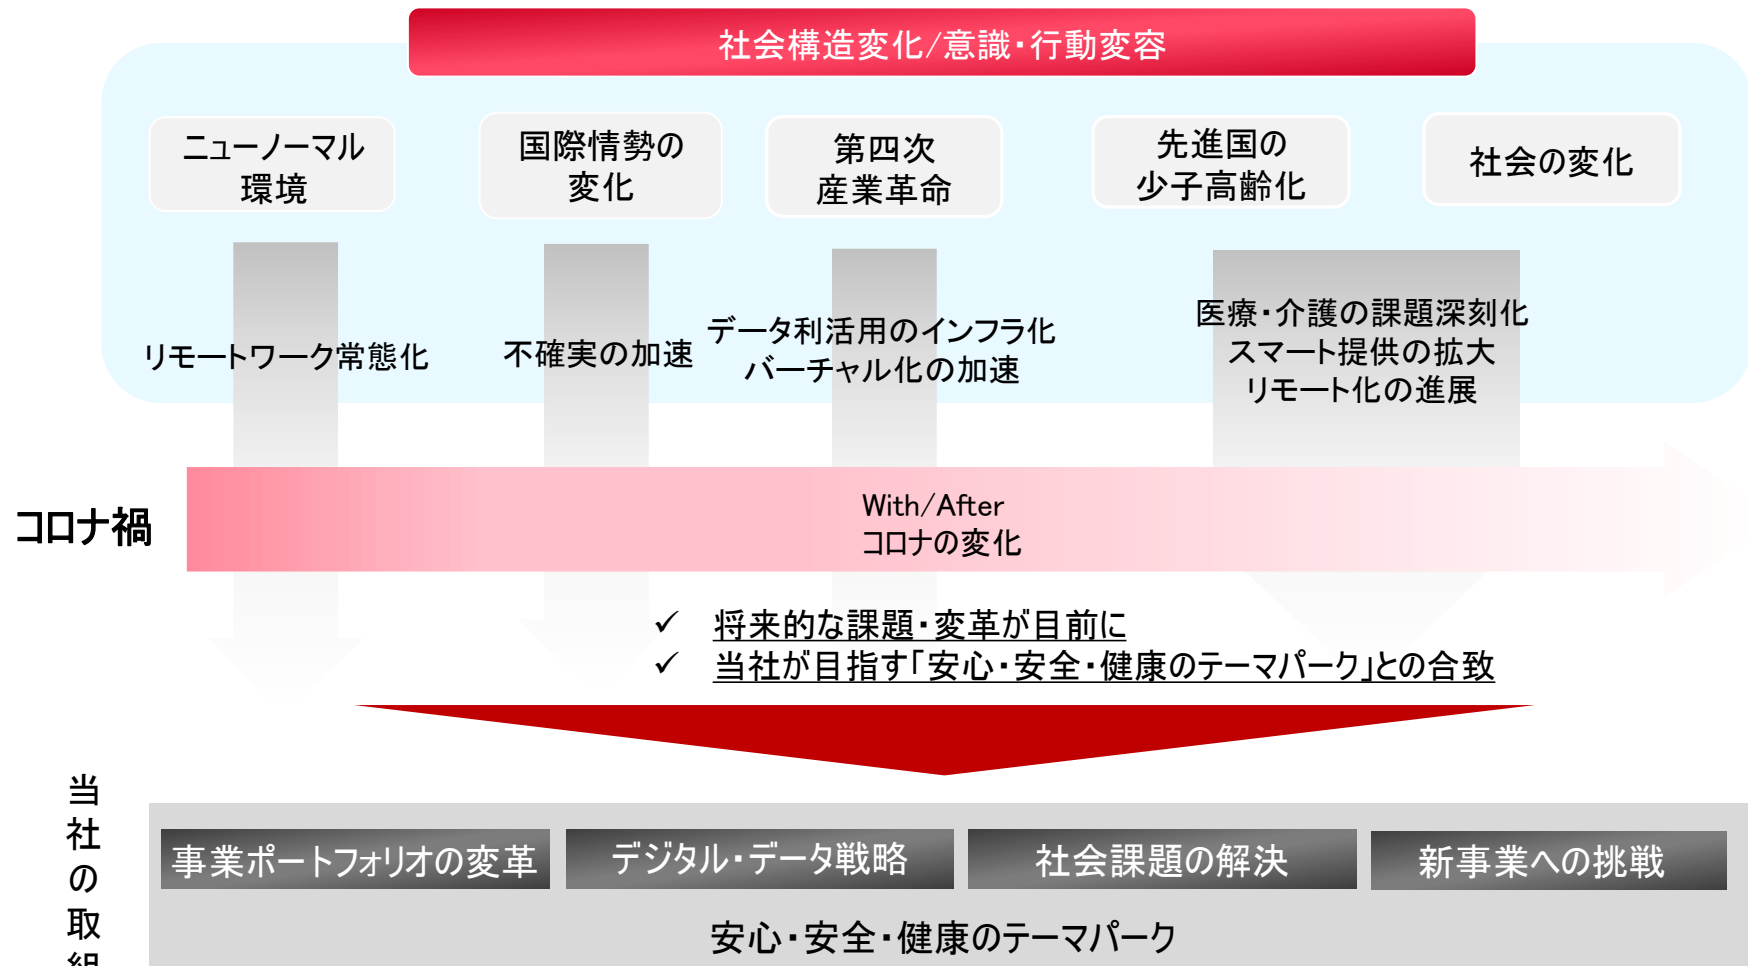 社会構造変化/意識・行動変容
ニューノーマル
環境
国際情勢の
変化
第四次
産業革命
先進国の
少子高齢化
社会の変化
リモートワーク常態化
不確実の加速
データ利活用のインフラ化
バーチャル化の加速
医療・介護の課題深刻化
スマート提供の拡大
リモート化の進展
コロナ禍
With/After
コロナの変化
✓ 将来的な課題・変革が目前に
✓ 当社が目指す「安心・安全・健康のテーマパーク」との合致
当社の取組
事業ポートフォリオの変革
デジタル・データ戦略
社会課題の解決
新事業への挑戦
安心・安全・健康のテーマパーク